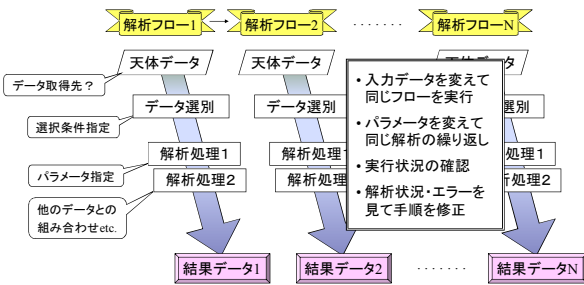 解析フロー1 → 解析フロー2 ・・・・・・ 解析フローN
天体データ 天体データ 天体データ
データ取得先？
データ選別 データ選別 選別
選択条件指定
解析処理１ 解析処理 処理１
パラメータ指定
解析処理２ 解析処 処理２
他のデータとの
組み合わせetc.
・入力データを変えて
同じフローを実行
・パラメータを変えて
同じ解析の繰り返し
・実行状況の確認
・解析状況・エラーを
見て手順を修正
結果データ1 結果データ2 ・・・・・・ 結果データN